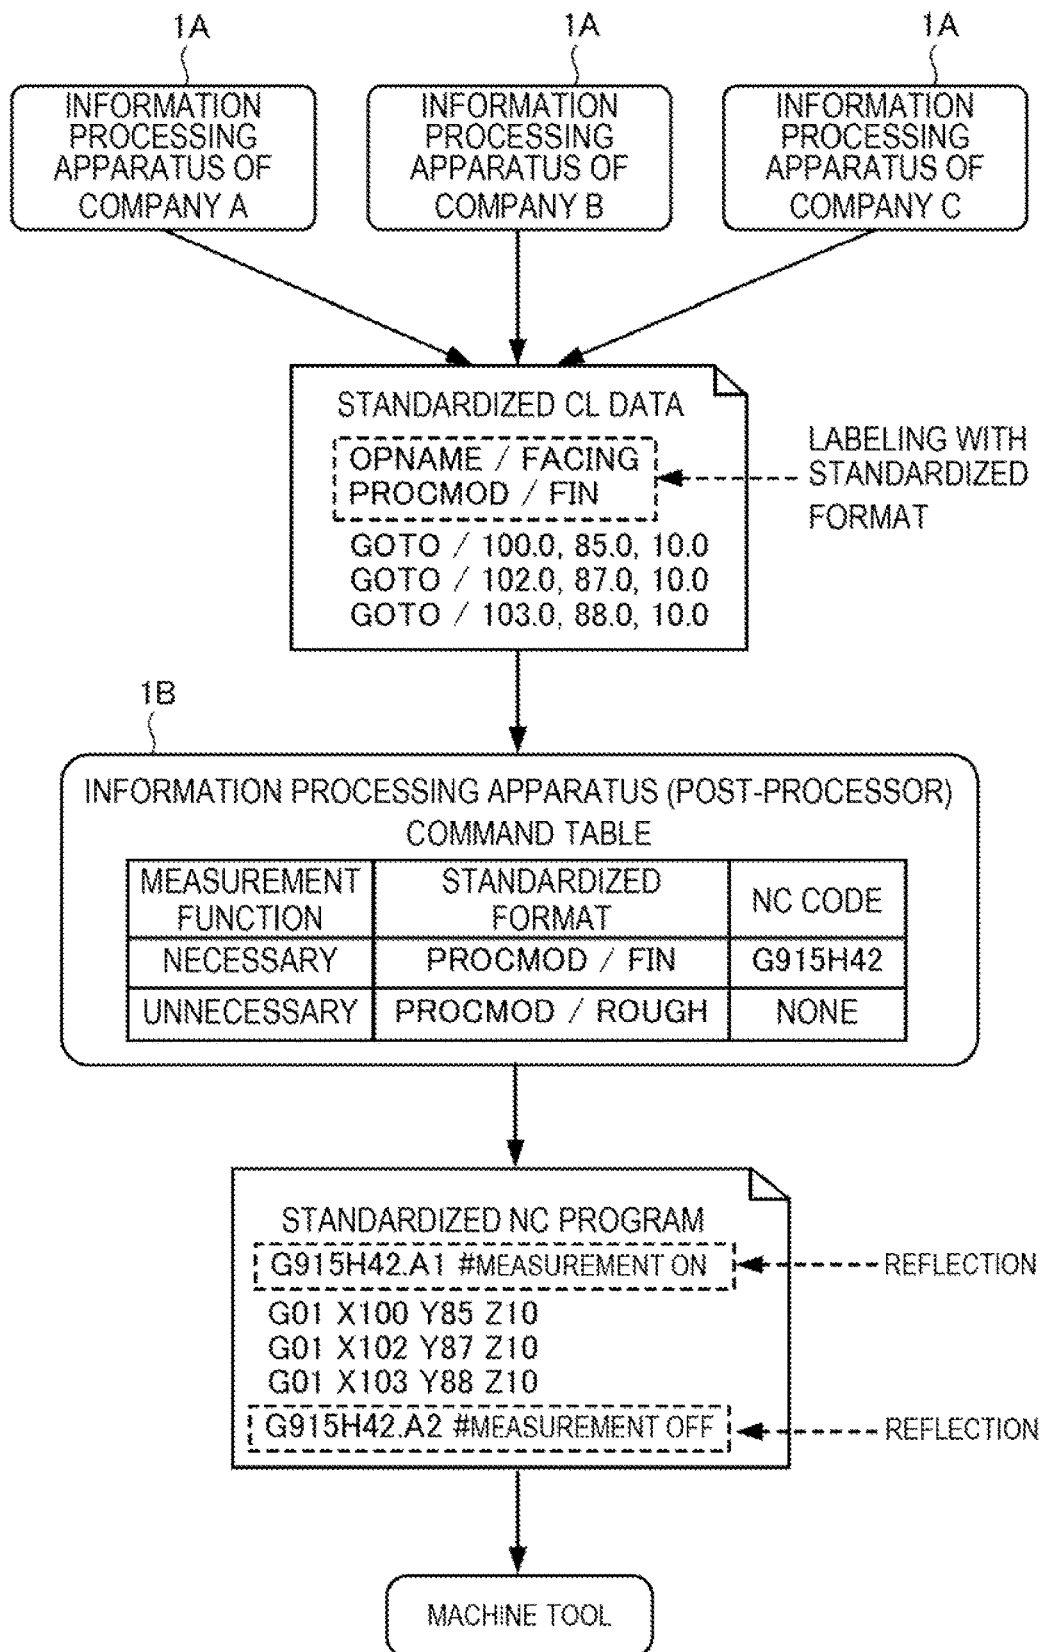 1A
1A
1A
INFORMATION
PROCESSING
APPARATUS OF
COMPANY A
INFORMATION
PROCESSING
APPARATUS OF
COMPANY B
INFORMATION
PROCESSING
APPARATUS OF
COMPANY C
STANDARDIZED CL DATA
OPNAME / FACING
PROCMOD / FIN
GOTO / 100.0, 85.0, 10.0
GOTO / 102.0, 87.0, 10.0
GOTO / 103.0, 88.0, 10.0
LABELING WITH
STANDARDIZED
FORMAT
1B
INFORMATION PROCESSING APPARATUS (POST-PROCESSOR)
COMMAND TABLE
MEASUREMENT
FUNCTION
STANDARDIZED
FORMAT
NC CODE
NECESSARY
PROCMOD / FIN
G915H42
UNNECESSARY
PROCMOD / ROUGH
NONE
STANDARDIZED NC PROGRAM
G915H42.A1 #MEASUREMENT ON
REFLECTION
G01 X100 Y85 Z10
G01 X102 Y87 Z10
G01 X103 Y88 Z10
G915H42.A2 #MEASUREMENT OFF
REFLECTION
MACHINE TOOL